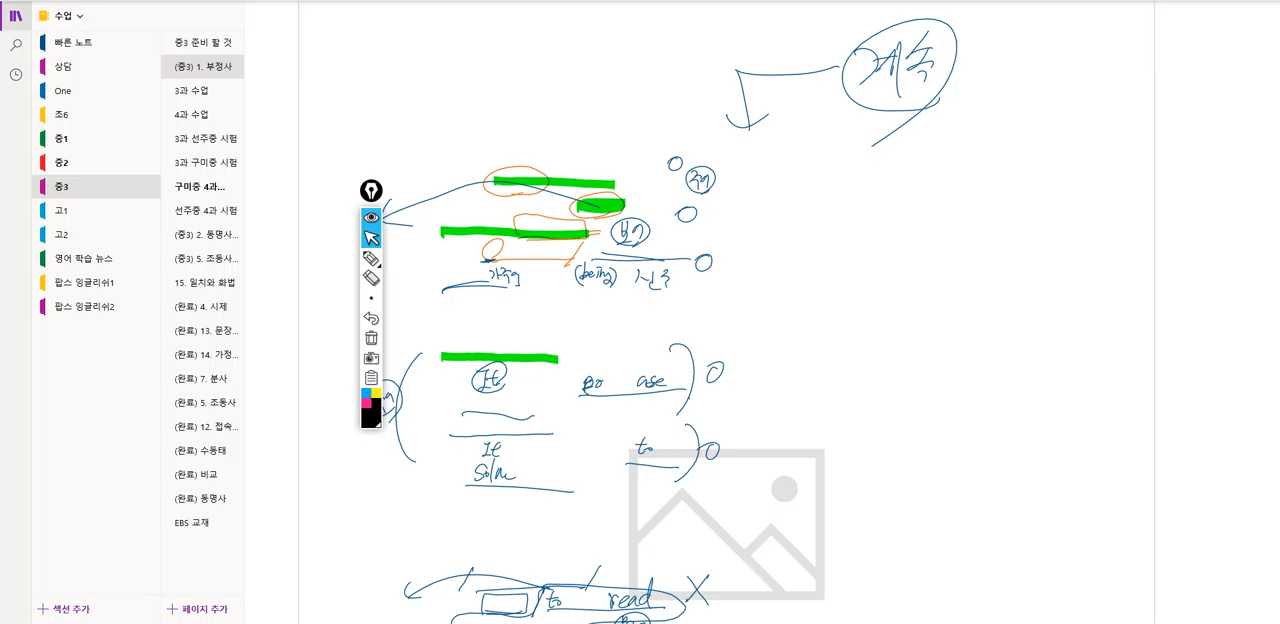 수업
빠른 노트
상담
One
초6
중1
중2
중3
고1
고2
영어 학습 뉴스
팝스 잉글리쉬1
팝스 잉글리쉬2
섹션 추가
중3 준비 할 것
(중3) 1. 부정사
3과 수업
4과 수업
3과 선주중 시험
3과 구미중 시험
구미중 4과...
선주중 4과 시험
(중3) 2. 동명사...
(중3) 5. 조동사...
15. 일치와 화법
(완료) 4. 시제
(완료) 13. 문장...
(완료) 14. 가정...
(완료) 7. 분사
(완료) 5. 조동사
(완료) 12. 접속...
(완료) 수동태
(완료) 비교
(완료) 동명사
EBS 교재
페이지 추가
계속
주어
보어
가주어 (being)
It
It to
to read